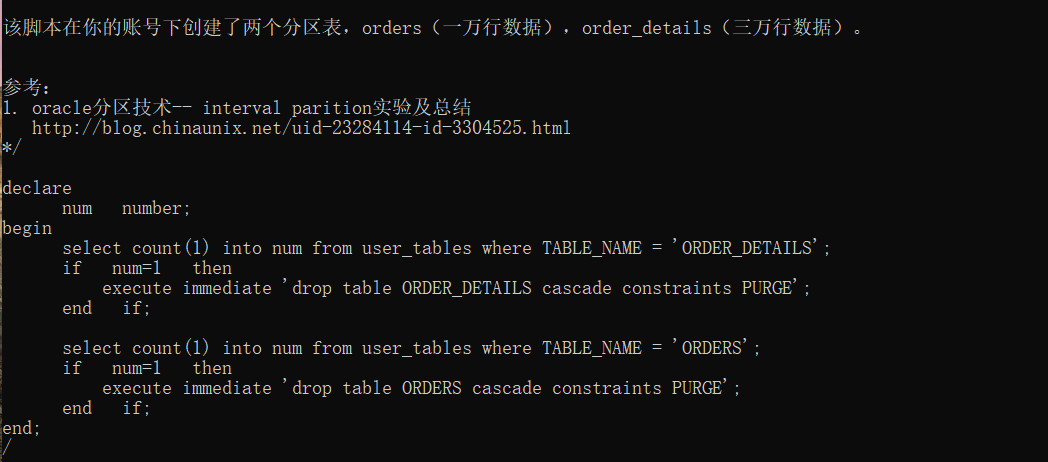 该脚本在你的账号下创建了两个分区表，orders（一万行数据），order_details（三万行数据）。
参考：
1. oracle分区技术-- interval parition实验及总结
http://blog.chinaunix.net/uid-23284114-id-3304525.html
*/
declare
num number;
begin
select count(1) into num from user_tables where TABLE_NAME = 'ORDER_DETAILS';
if num=1 then
execute immediate 'drop table ORDER_DETAILS cascade constraints PURGE';
end if;
select count(1) into num from user_tables where TABLE_NAME = 'ORDERS';
if num=1 then
execute immediate 'drop table ORDERS cascade constraints PURGE';
end if;
end;
/